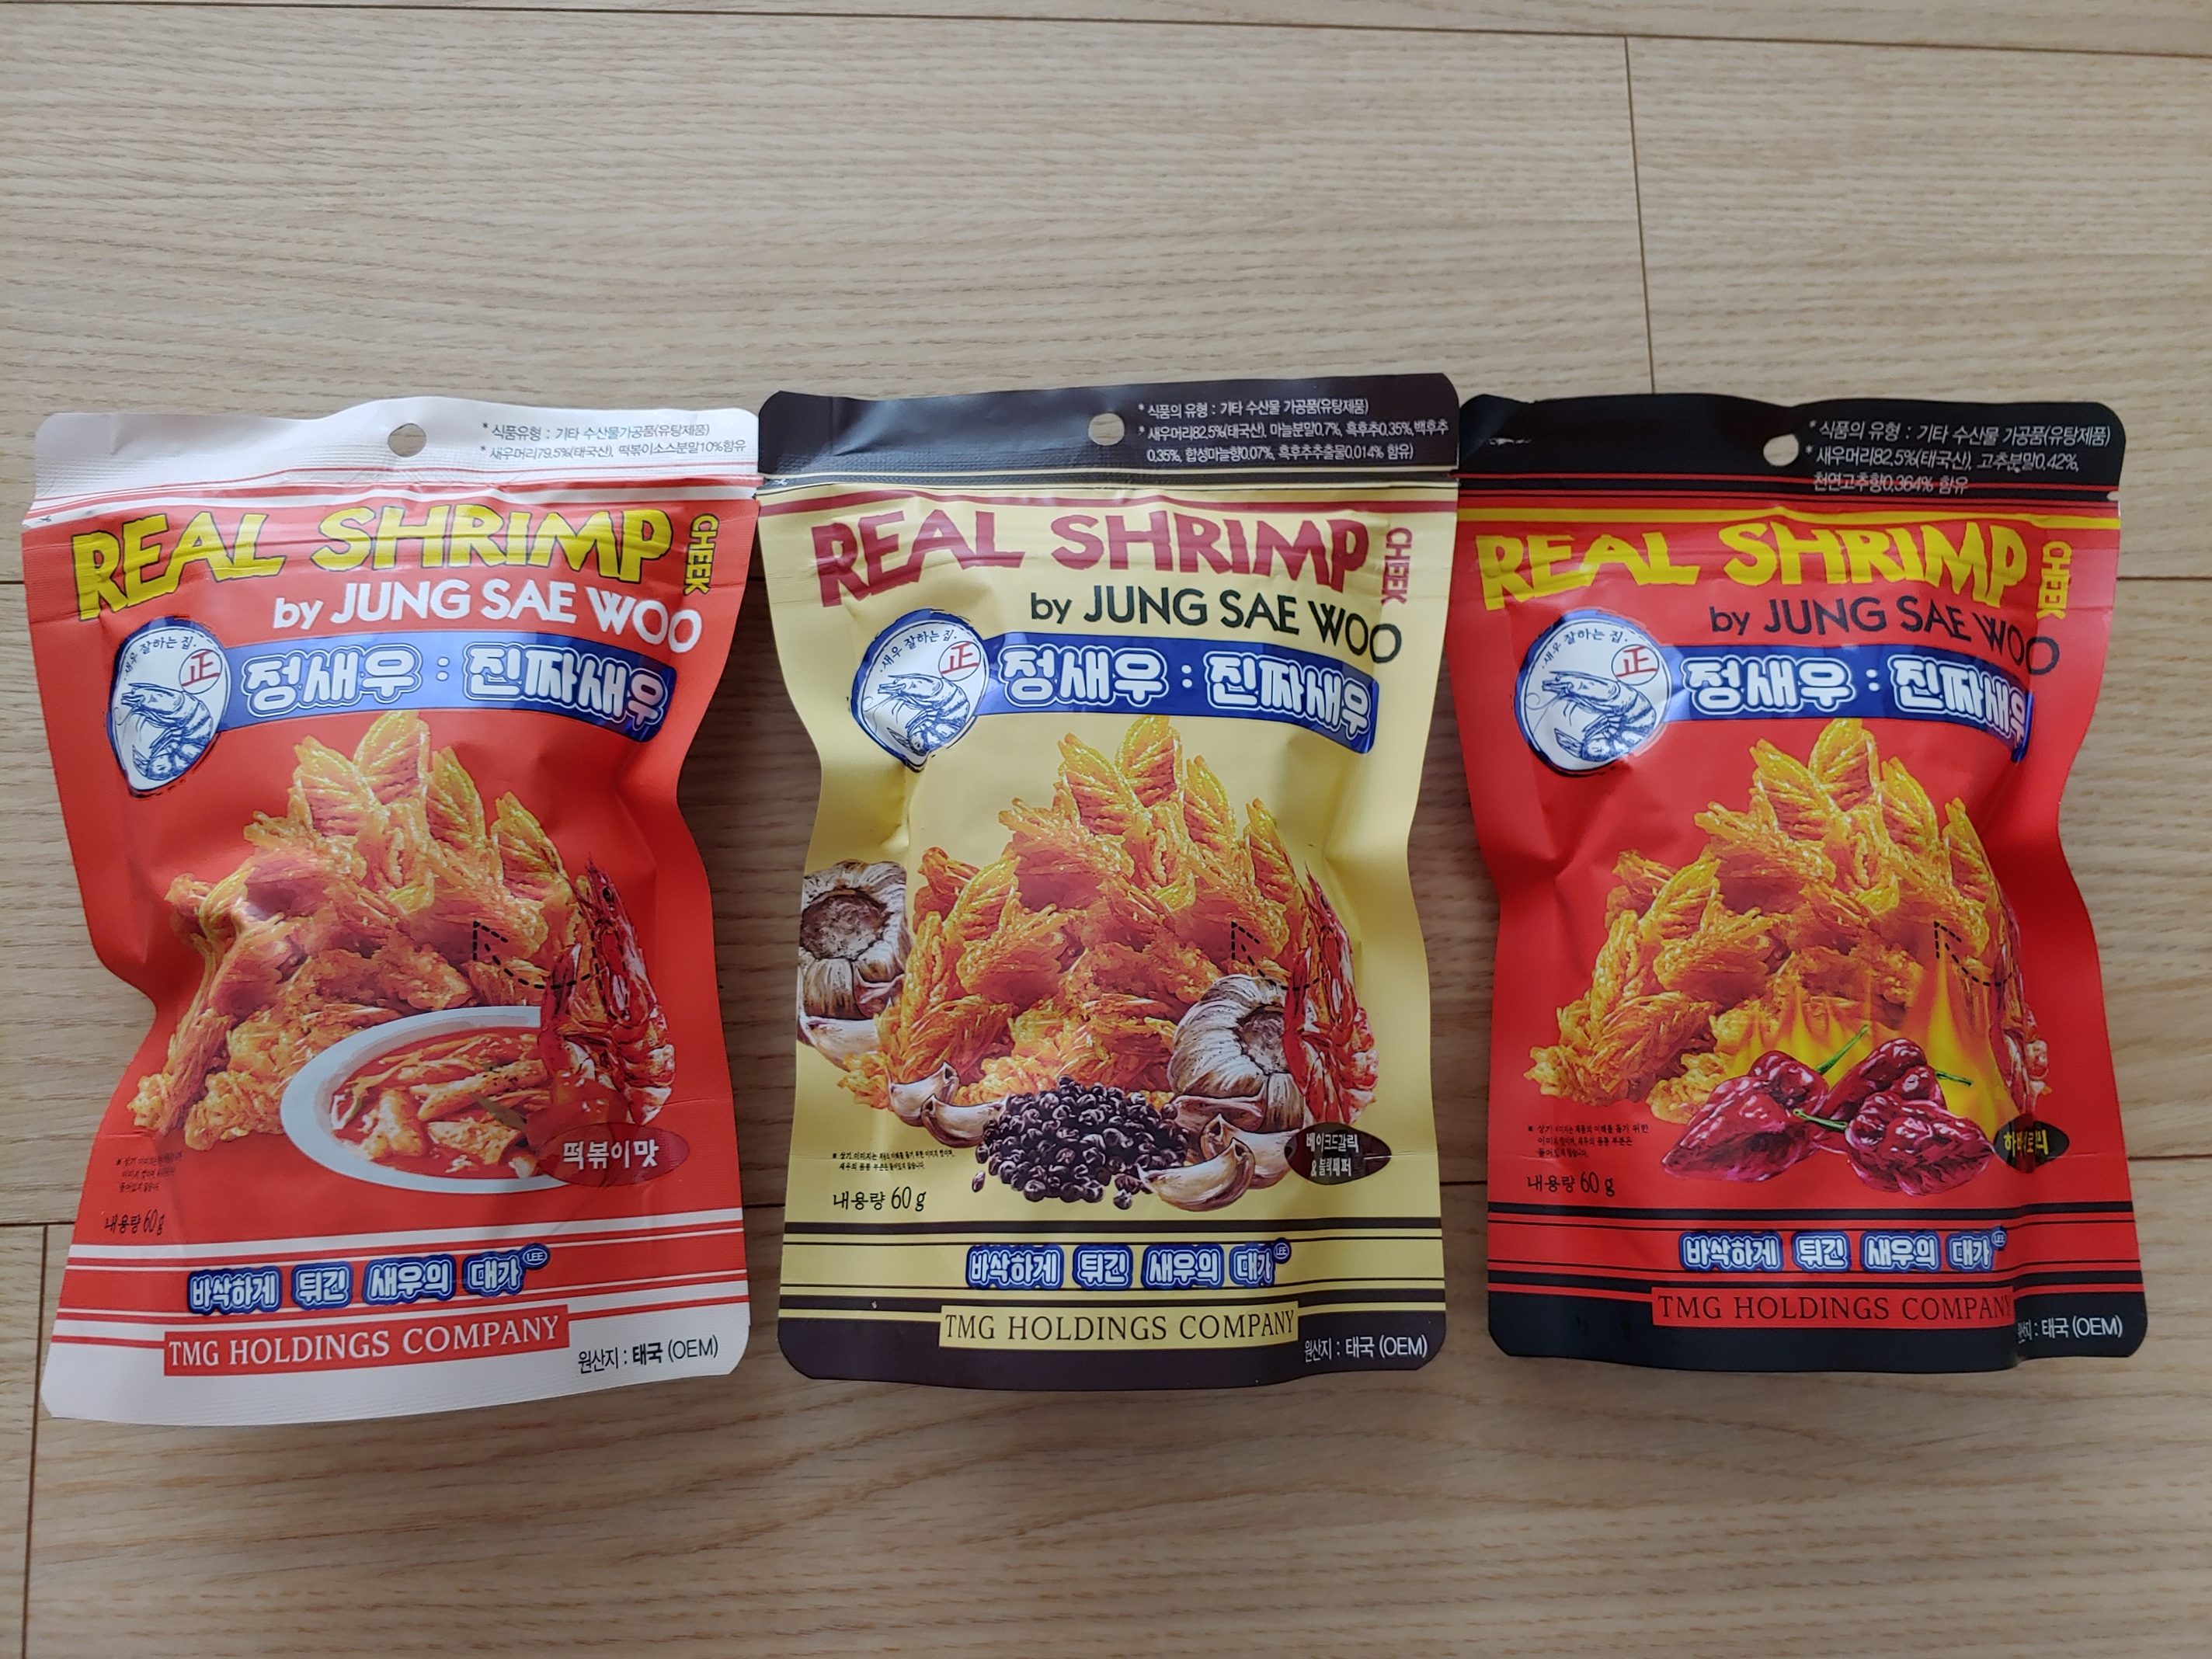 * 식품유형 : 기타 수산물가공품(유탕제품)
* 새우머리79.5%(태국산), 떡볶이소스분말10%함유
REAL SHRIMP
CHEEK
by JUNG SAE WOO
·새우 잘하는 집·
正
정새우 : 진짜새우
떡볶이맛
내용량 60g
바삭하게 튀긴 새우의 대가 LEE
TMG HOLDINGS COMPANY
원산지 : 태국 (OEM)
* 식품의 유형 : 기타 수산물 가공품(유탕제품)
* 새우머리82.5%(태국산), 마늘분말0.7%, 흑후추0.35%,백후추
0.35%, 합성마늘향0.07%, 흑후추추출물0.014% 함유)
REAL SHRIMP
CHEEK
by JUNG SAE WOO
·새우 잘하는 집·
正
정새우 : 진짜새우
베이크드갈릭
&블랙페퍼
내용량 60 g
바삭하게 튀긴 새우의 대가 LEE
TMG HOLDINGS COMPANY
원산지 : 태국 (OEM)
* 식품의 유형 : 기타 수산물 가공품(유탕제품)
* 새우머리82.5%(태국산), 고추분말0.42%,
천연고추향0.364% 함유
REAL SHRIMP
CHEEK
by JUNG SAE WOO
·새우 잘하는 집·
正
정새우 : 진짜새우
내용량 60 g
바삭하게 튀긴 새우의 대가 LEE
TMG HOLDINGS COMPANY
원산지 : 태국 (OEM)